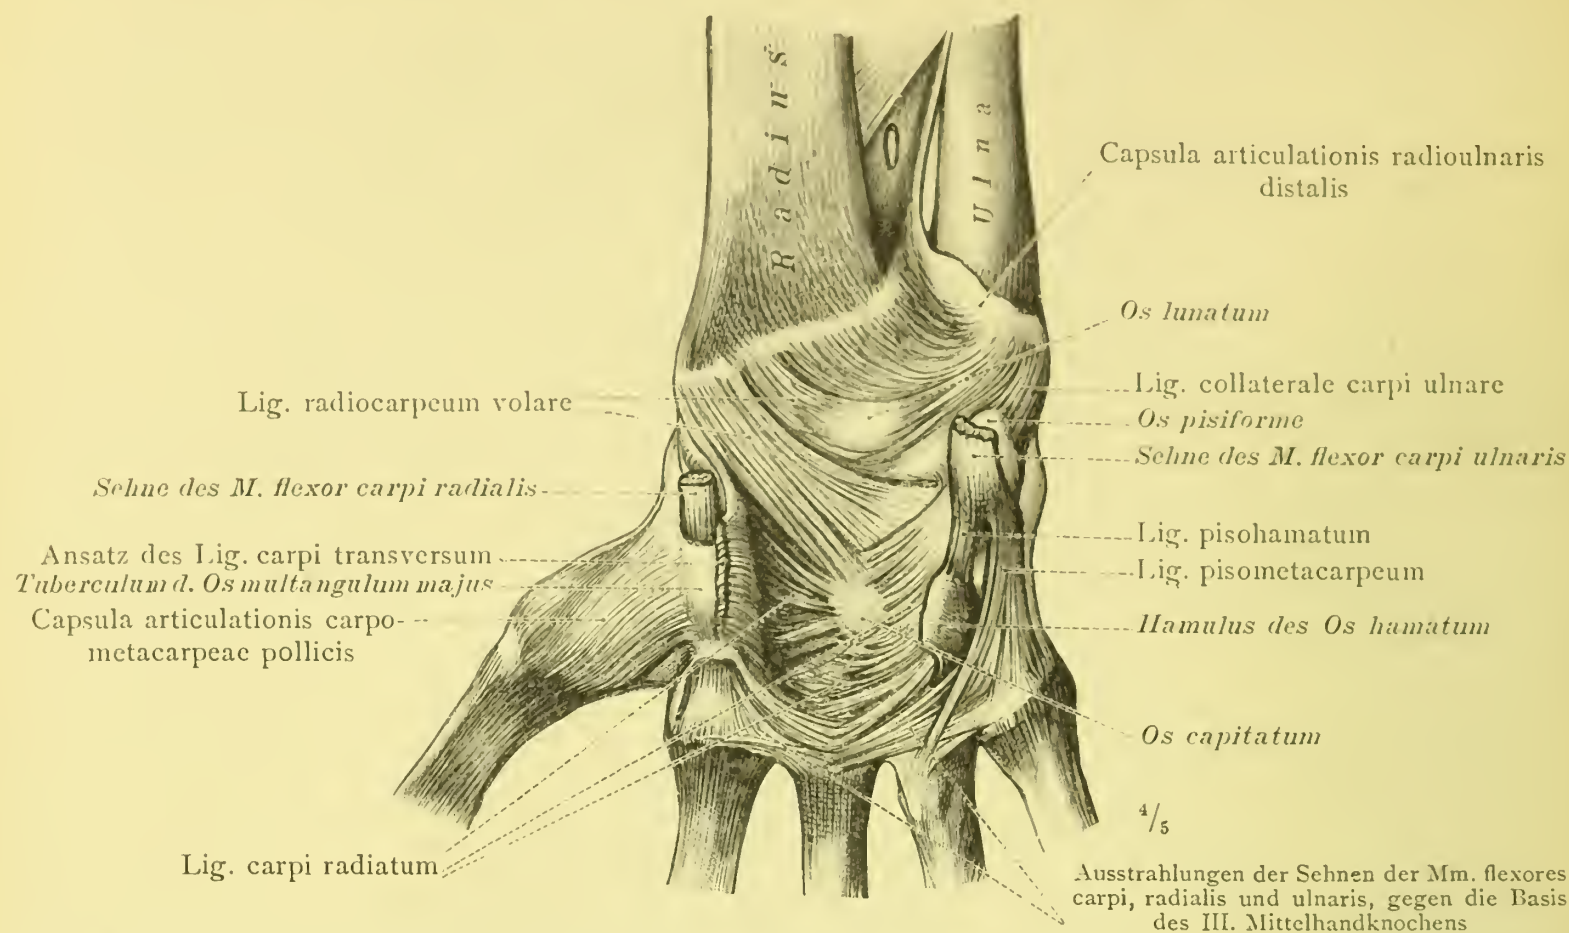 Radius
Ulna
*
Capsula articulationis radioulnaris
distalis
Os lunatum
Lig. radiocarpeum volare
Lig. collaterale carpi ulnare
Os pisiforme
Sehne des M. flexor carpi ulnaris
Sehne des M. flexor carpi radialis
Ansatz des Lig. carpi transversum
Tuberculum d. Os multangulum majus
Capsula articulationis carpo-
metacarpeae pollicis
Lig. pisohamatum
Lig. pisometacarpeum
Hamulus des Os hamatum
Os capitatum
4/5
Lig. carpi radiatum
Ausstrahlungen der Sehnen der Mm. flexores
carpi, radialis und ulnaris, gegen die Basis
des III. Mittelhandknochens